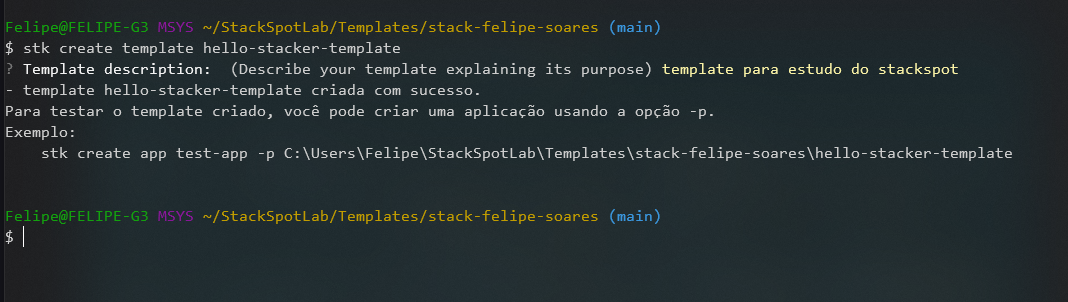 Felipe@FELIPE-G3 MSYS ~/StackSpotLab/Templates/stack-felipe-soares (main)
$ stk create template hello-stacker-template
? Template description:  (Describe your template explaining its purpose) template para estudo do stackspot
- template hello-stacker-template criada com sucesso.
Para testar o template criado, você pode criar uma aplicação usando a opção -p.
Exemplo:
    stk create app test-app -p C:\Users\Felipe\StackSpotLab\Templates\stack-felipe-soares\hello-stacker-template
Felipe@FELIPE-G3 MSYS ~/StackSpotLab/Templates/stack-felipe-soares (main)
$